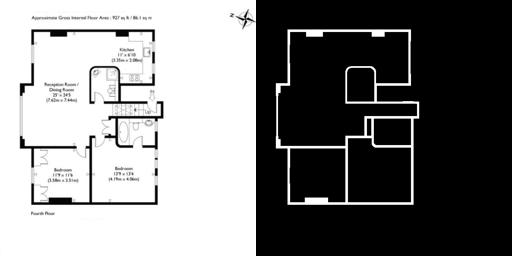 Approximate Gross Internal Floor Area : 927 sq ft / 86.1 sq m
N
Kitchen
11' x 6'10
(3.35m x 2.08m)
Reception Room /
Dining Room
25' x 24'5
(7.62m x 7.44m)
Bedroom
11'9 x 11'6
(3.58m x 3.51m)
Bedroom
13'9 x 13'4
(4.19m x 4.06m)
Fourth Floor